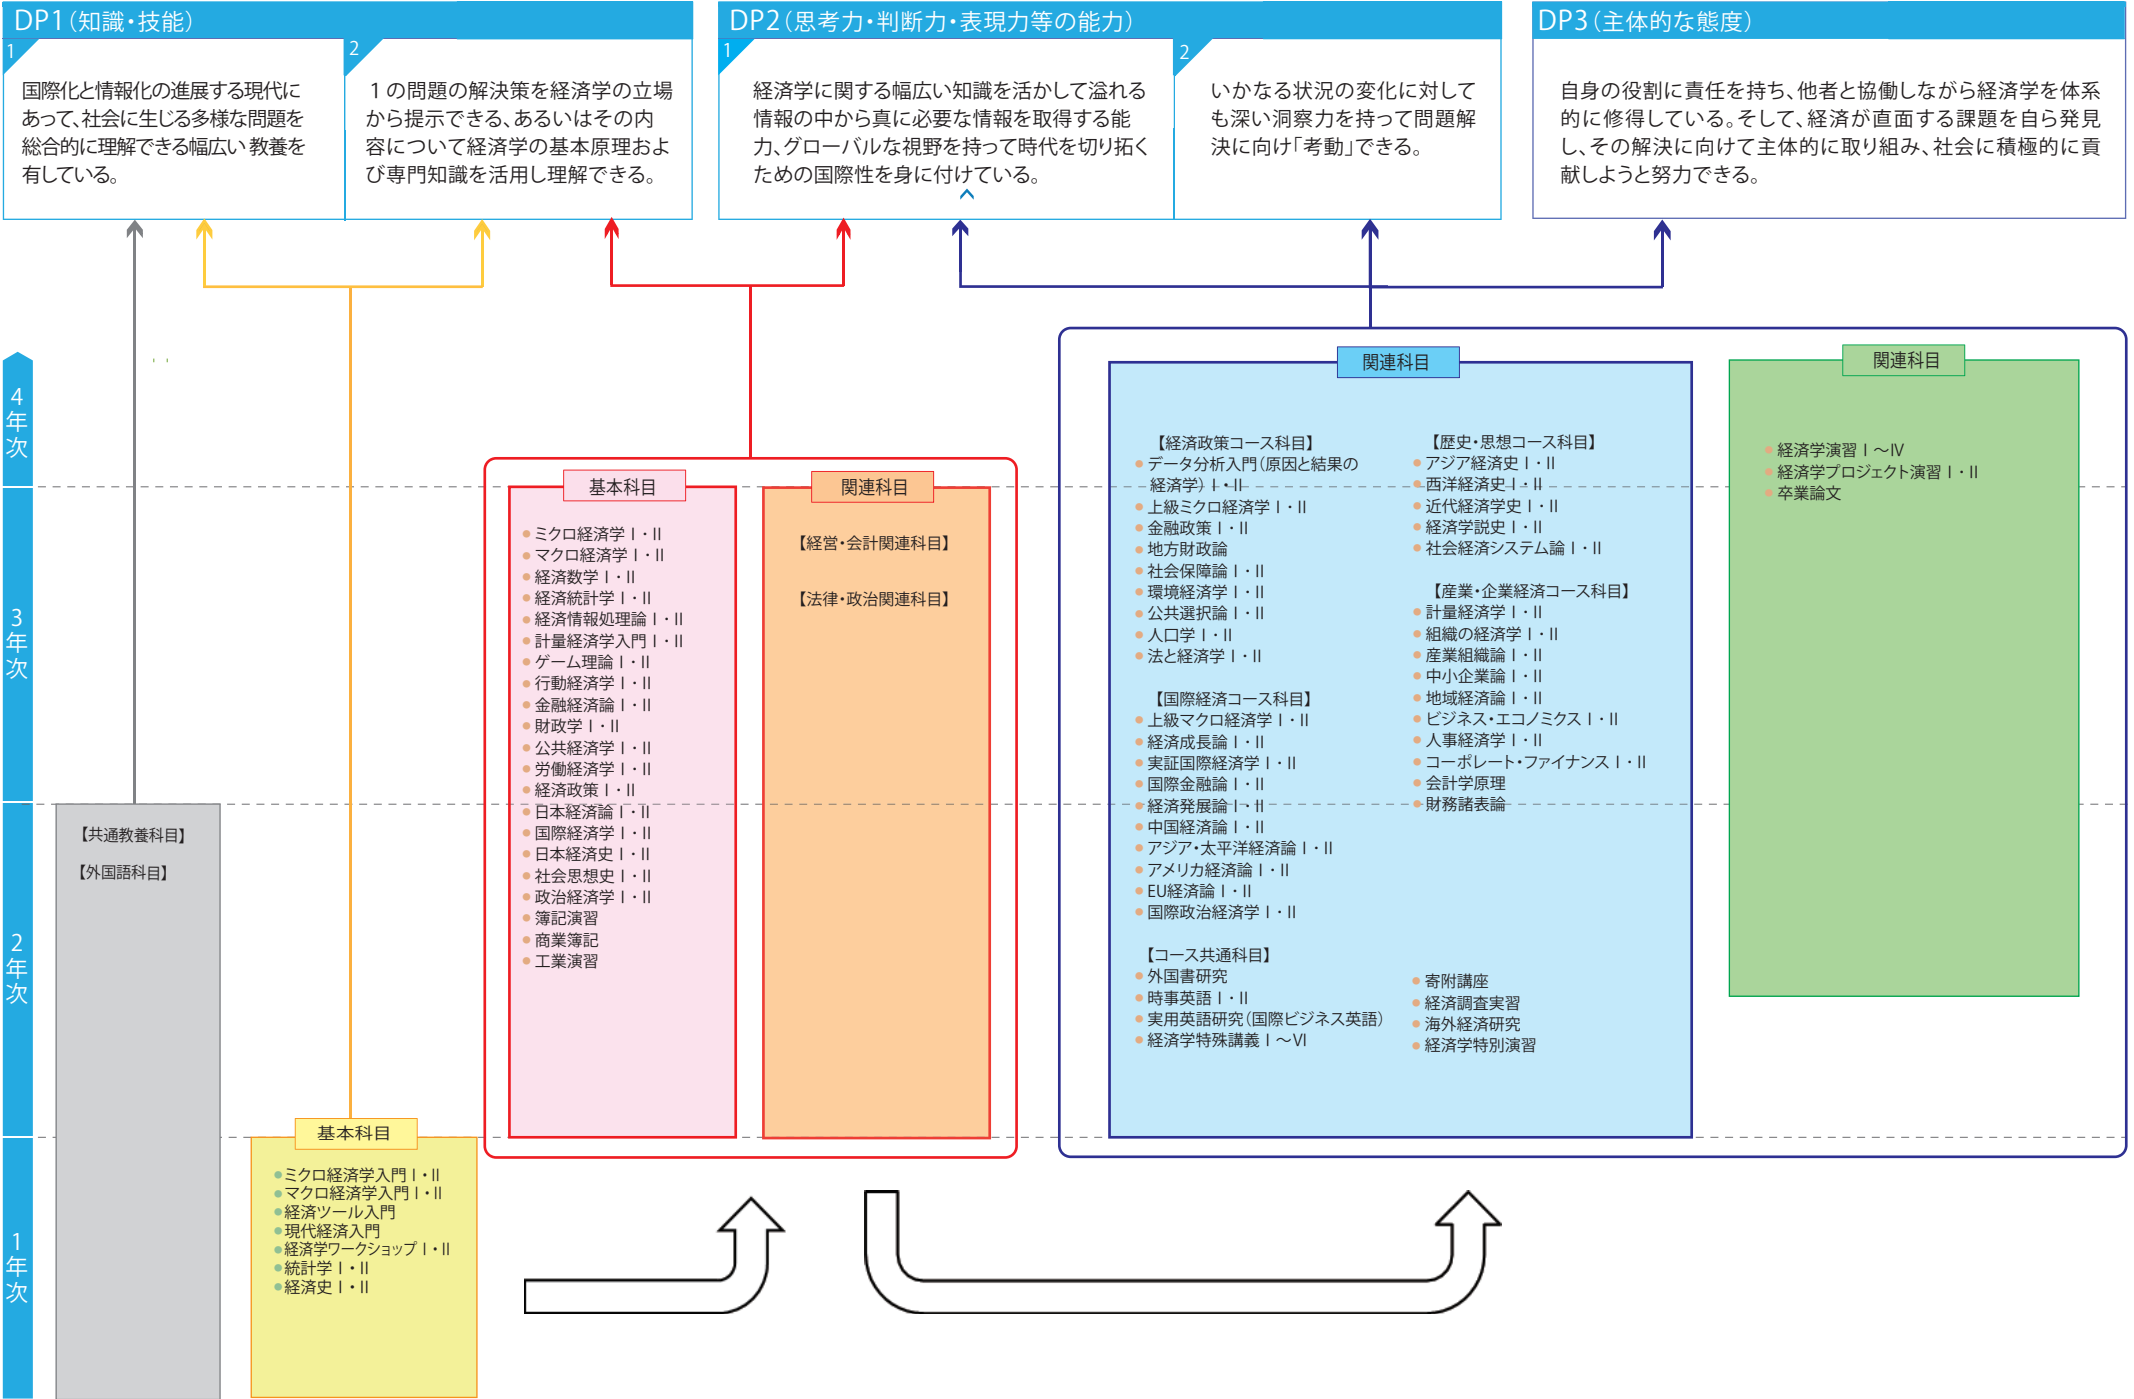 DP1（知識・技能）
1
国際化と情報化の進展する現代に
あって、社会に生じる多様な問題を
総合的に理解できる幅広い 教養を
有している。
2
１の問題の解決策を経済学の立場
から提示できる、あるいはその内
容について経済学の基本原理およ
び専門知識を活用し理解できる。
DP2（思考力・判断力・表現力等の能力）
1
経済学に関する幅広い知識を活かして溢れる
情報の中から真に必要な情報を取得する能
力、グローバルな視野を持って時代を切り拓く
ための国際性を身に付けている。
2
いかなる状況の変化に対して
も深い洞察力を持って問題解
決に向け「考動」できる。
DP3（主体的な態度）
自身の役割に責任を持ち、他者と協働しながら経済学を体系
的に修得している。そして、経済が直面する課題を自ら発見
し、その解決に向けて主体的に取り組み、社会に積極的に貢
献しようと努力できる。
4年次
3年次
2年次
1年次
【共通教養科目】
【外国語科目】
基本科目
ミクロ経済学入門Ⅰ・Ⅱ
マクロ経済学入門Ⅰ・Ⅱ
経済ツール入門
現代経済入門
経済学ワークショップⅠ・Ⅱ
統計学Ⅰ・Ⅱ
経済史Ⅰ・Ⅱ
基本科目
ミクロ経済学Ⅰ・Ⅱ
マクロ経済学Ⅰ・Ⅱ
経済数学Ⅰ・Ⅱ
経済統計学Ⅰ・Ⅱ
経済情報処理論Ⅰ・Ⅱ
計量経済学入門Ⅰ・Ⅱ
ゲーム理論Ⅰ・Ⅱ
行動経済学Ⅰ・Ⅱ
金融経済論Ⅰ・Ⅱ
財政学Ⅰ・Ⅱ
公共経済学Ⅰ・Ⅱ
労働経済学Ⅰ・Ⅱ
経済政策Ⅰ・Ⅱ
日本経済論Ⅰ・Ⅱ
国際経済学Ⅰ・Ⅱ
日本経済史Ⅰ・Ⅱ
社会思想史Ⅰ・Ⅱ
政治経済学Ⅰ・Ⅱ
簿記演習
商業簿記
工業演習
関連科目
【経営・会計関連科目】
【法律・政治関連科目】
関連科目
【経済政策コース科目】
データ分析入門（原因と結果の
経済学）Ⅰ・Ⅱ
上級ミクロ経済学Ⅰ・Ⅱ
金融政策Ⅰ・Ⅱ
地方財政論
社会保障論Ⅰ・Ⅱ
環境経済学Ⅰ・Ⅱ
公共選択論Ⅰ・Ⅱ
人口学Ⅰ・Ⅱ
法と経済学Ⅰ・Ⅱ
【国際経済コース科目】
上級マクロ経済学Ⅰ・Ⅱ
経済成長論Ⅰ・Ⅱ
実証国際経済学Ⅰ・Ⅱ
国際金融論Ⅰ・Ⅱ
経済発展論Ⅰ・Ⅱ
中国経済論Ⅰ・Ⅱ
アジア・太平洋経済論Ⅰ・Ⅱ
アメリカ経済論Ⅰ・Ⅱ
EU経済論Ⅰ・Ⅱ
国際政治経済学Ⅰ・Ⅱ
【コース共通科目】
外国書研究
時事英語Ⅰ・Ⅱ
実用英語研究（国際ビジネス英語）
経済学特殊講義Ⅰ～Ⅵ
【歴史・思想コース科目】
アジア経済史Ⅰ・Ⅱ
西洋経済史Ⅰ・Ⅱ
近代経済学史Ⅰ・Ⅱ
経済学説史Ⅰ・Ⅱ
社会経済システム論Ⅰ・Ⅱ
【産業・企業経済コース科目】
計量経済学Ⅰ・Ⅱ
組織の経済学Ⅰ・Ⅱ
産業組織論Ⅰ・Ⅱ
中小企業論Ⅰ・Ⅱ
地域経済論Ⅰ・Ⅱ
ビジネス・エコノミクスⅠ・Ⅱ
人事経済学Ⅰ・Ⅱ
コーポレート・ファイナンスⅠ・Ⅱ
会計学原理
財務諸表論
寄附講座
経済調査実習
海外経済研究
経済学特別演習
関連科目
経済学演習Ⅰ～Ⅳ
経済学プロジェクト演習Ⅰ・Ⅱ
卒業論文